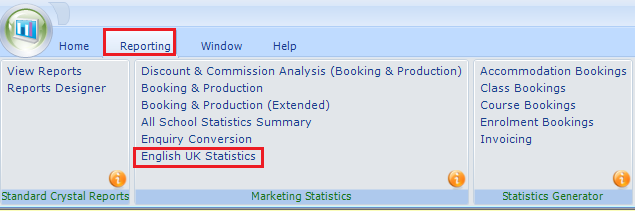 Home Reporting Window Help
View Reports
Reports Designer
Standard Crystal Reports
Discount & Commission Analysis (Booking & Production)
Booking & Production
Booking & Production (Extended)
All School Statistics Summary
Enquiry Conversion
English UK Statistics
Marketing Statistics
Accommodation Bookings
Class Bookings
Course Bookings
Enrolment Bookings
Invoicing
Statistics Generator